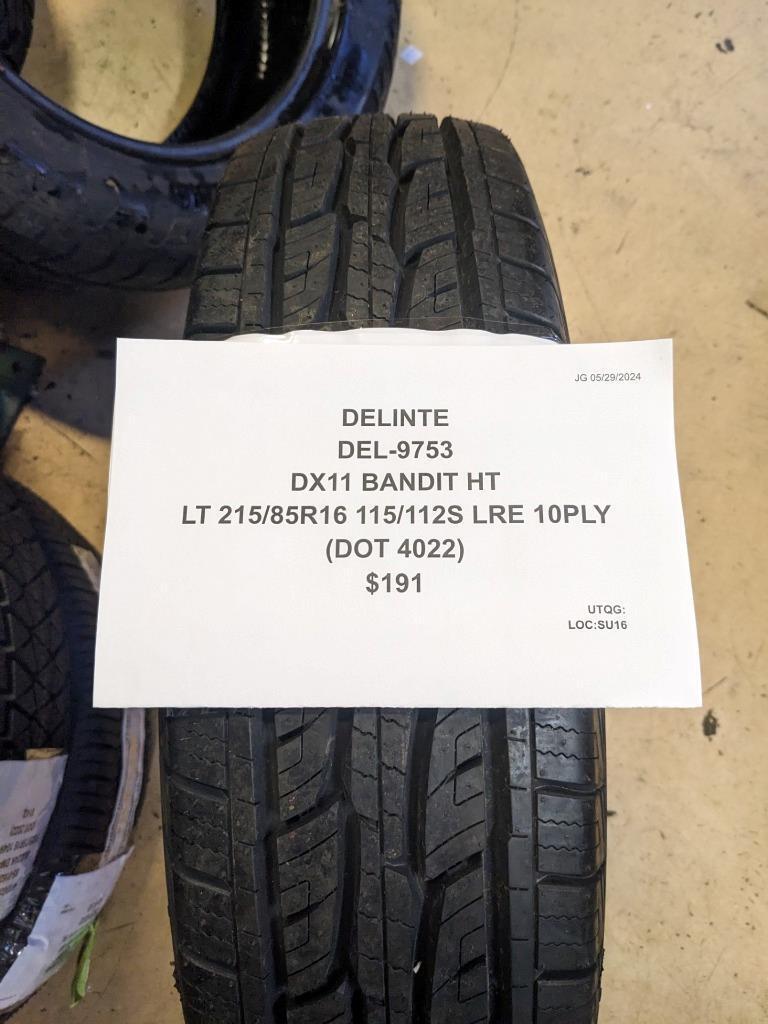 JG 05/29/2024
DELINTE
DEL-9753
DX11 BANDIT HT
LT 215/85R16 115/112S LRE 10PLY
(DOT 4022)
$191
UTQG:
LOC:SU16